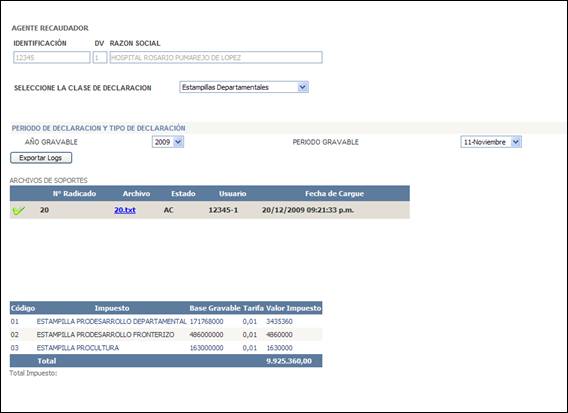 AGENTE RECAUDADOR
IDENTIFICACIÓN DV RAZON SOCIAL
12345 1 HOSPITAL ROSARIO PUMAREJO DE LOPEZ
SELECCIONE LA CLASE DE DECLARACION Estampillas Departamentales
PERIODO DE DECLARACION Y TIPO DE DECLARACIÓN
AÑO GRAVABLE 2009 PERIODO GRAVABLE 11-Noviembre
Exportar Logs
ARCHIVOS DE SOPORTES
Nº Radicado Archivo Estado Usuario Fecha de Cargue
20 20.txt AC 12345-1 20/12/2009 09:21:33 p.m.
Código Impuesto Base Gravable Tarifa Valor Impuesto
01 ESTAMPILLA PRODESARROLLO DEPARTAMENTAL 171768000 0,01 3435360
02 ESTAMPILLA PRODESARROLLO FRONTERIZO 486000000 0,01 4860000
03 ESTAMPILLA PROCULTURA 163000000 0,01 1630000
Total 9.925.360,00
Total Impuesto: